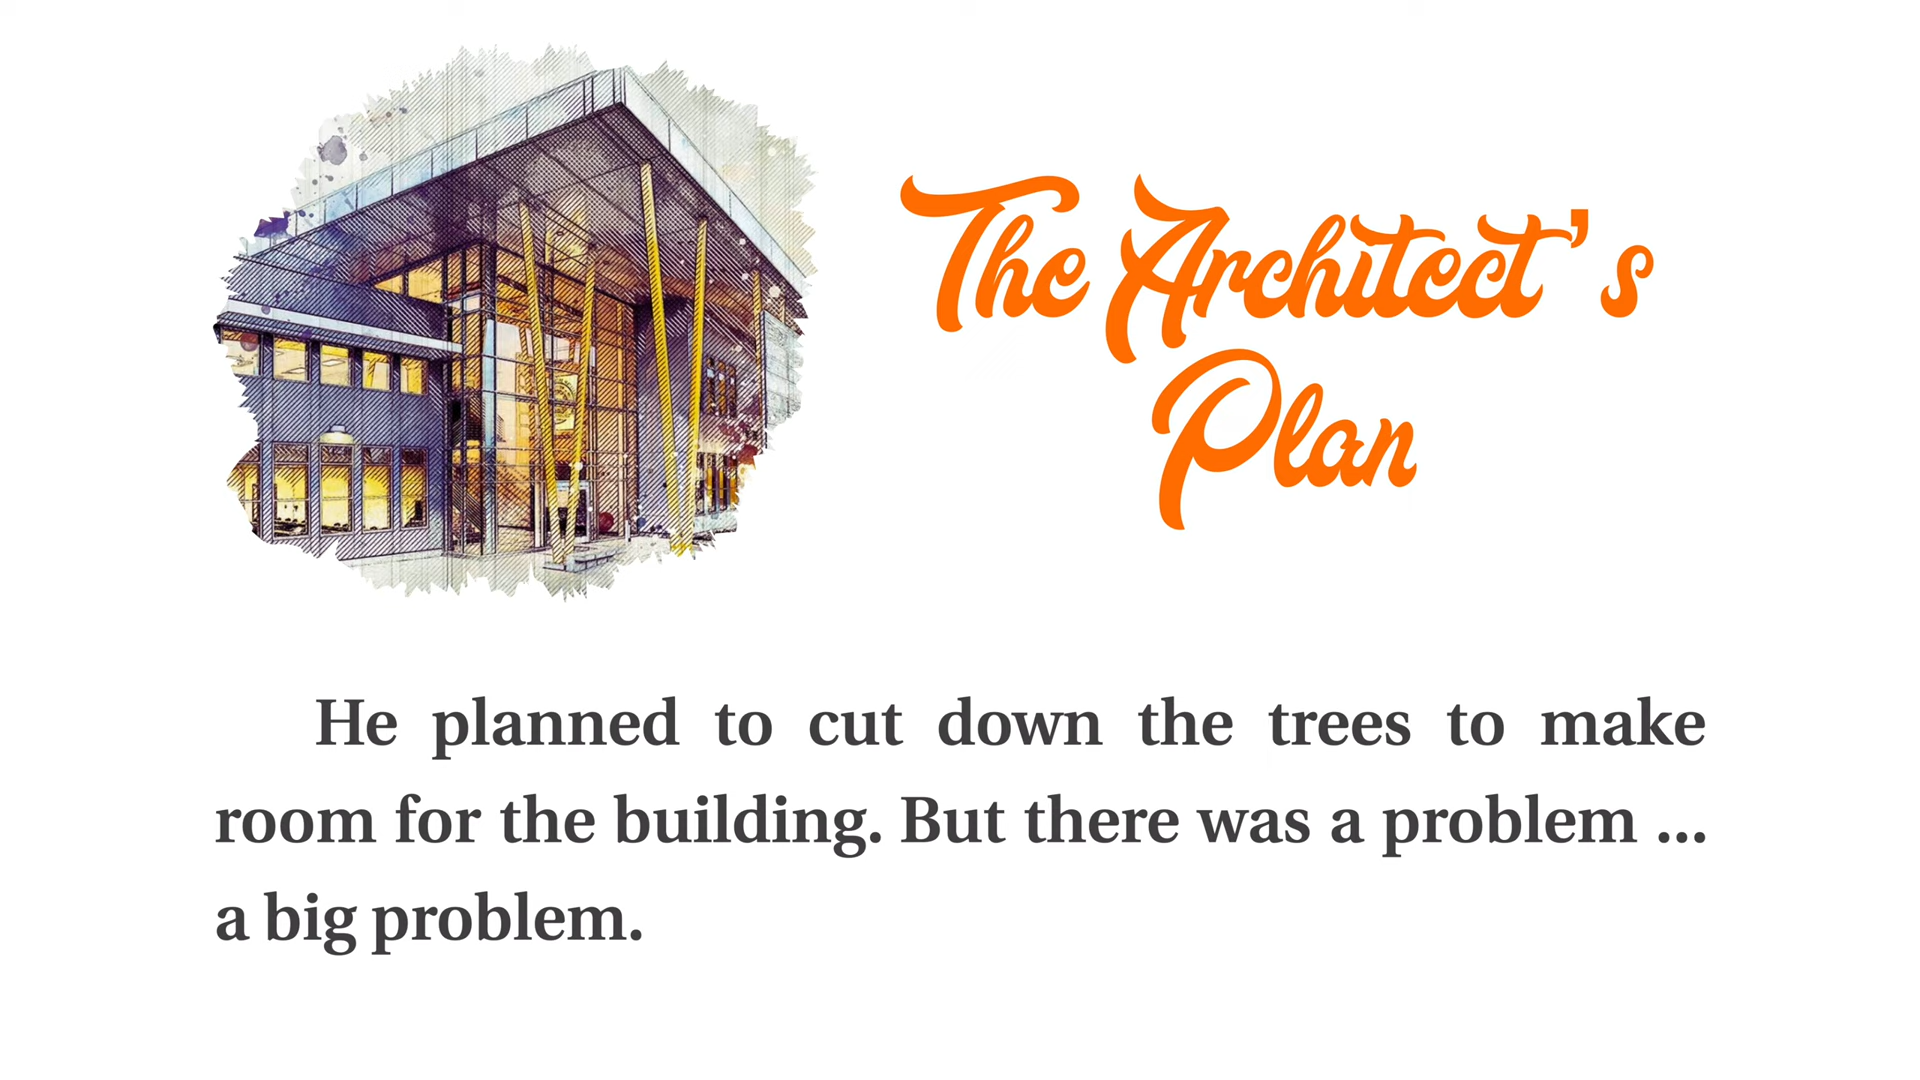 The Architect's
Plan
He planned to cut down the trees to make
room for the building. But there was a problem ...
a big problem.